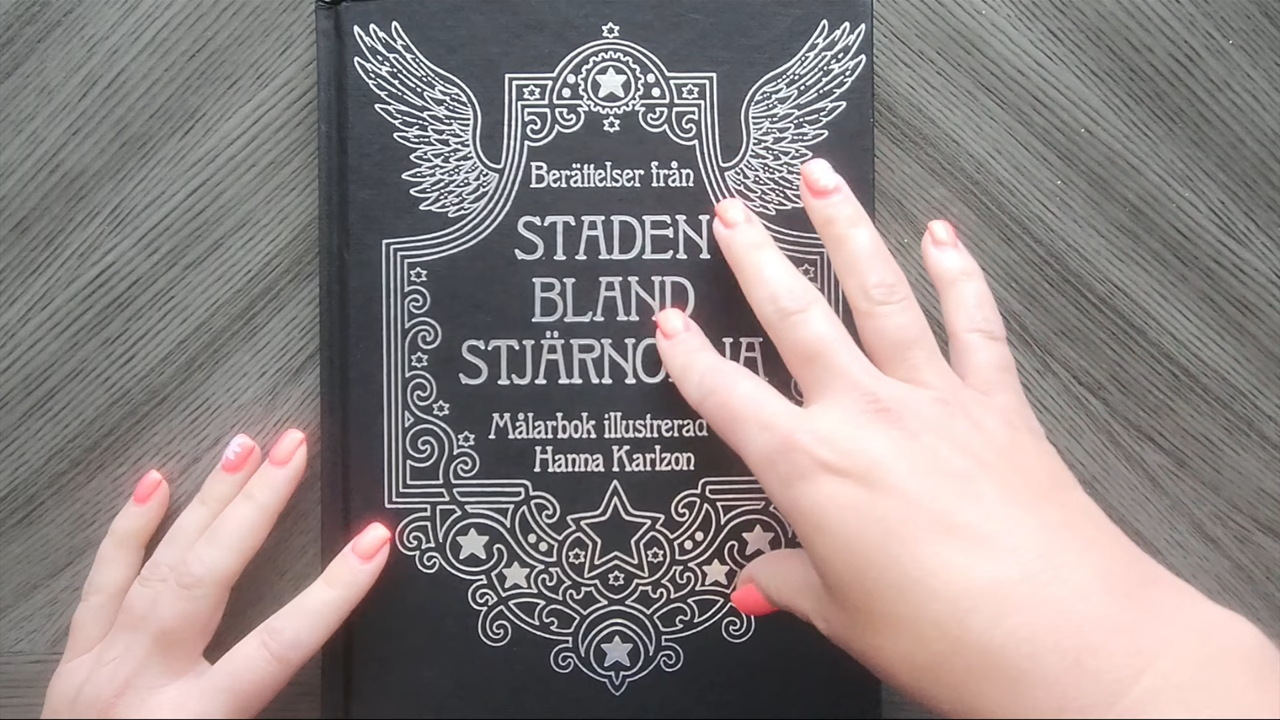 Berättelser från
STADEN
BLAND
Målarbok illustrerad
Hanna Karlzon